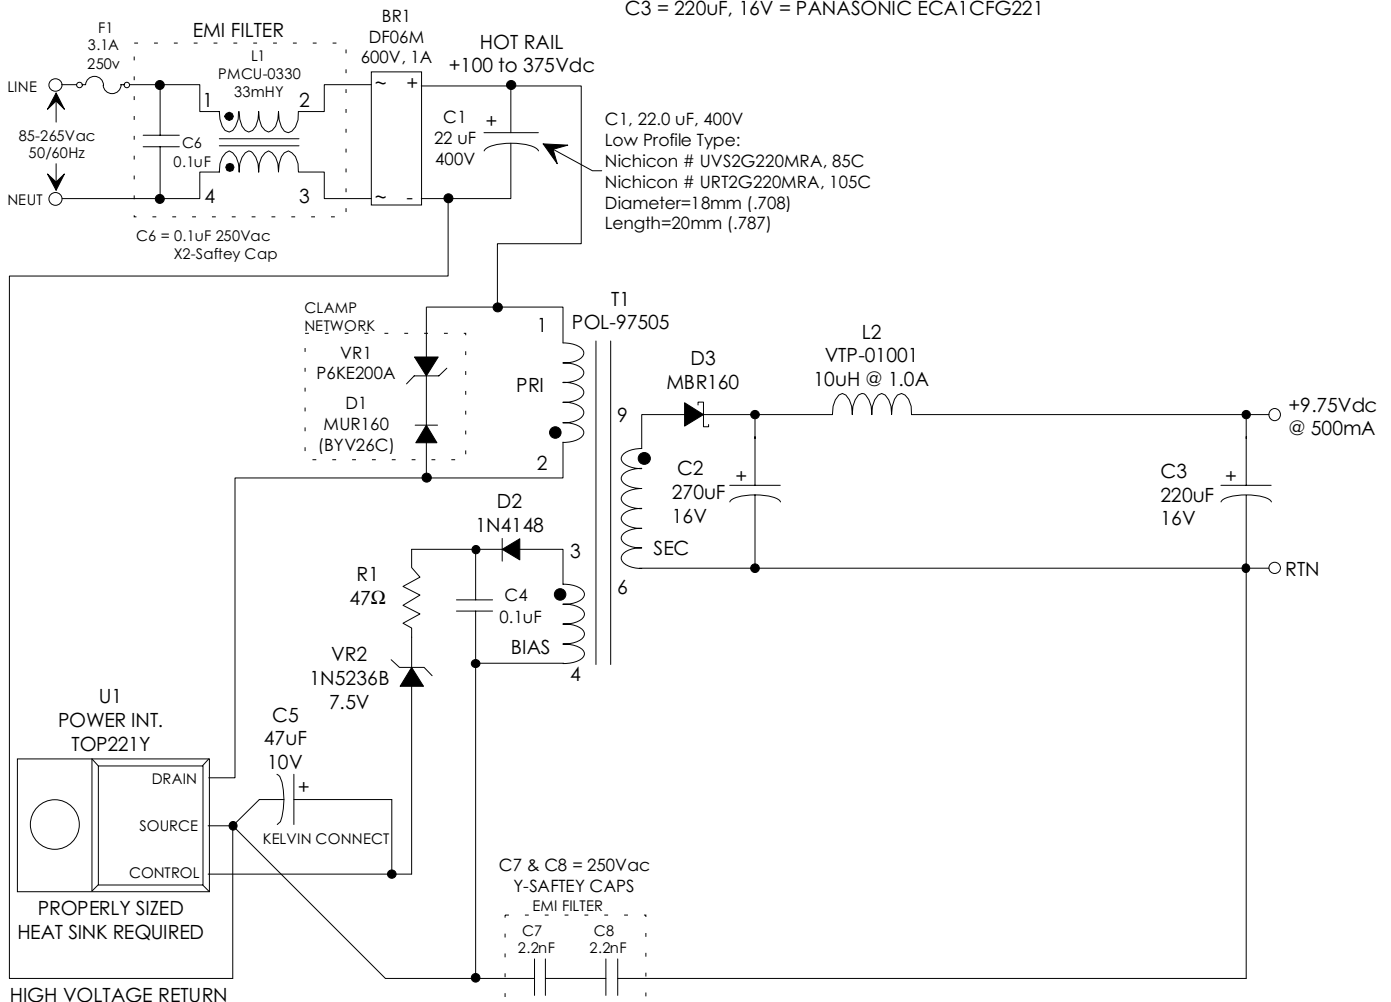 C3 = 220uF, 16V = PANASONIC ECA1CFG221
F1
3.1A
250v
EMI FILTER
L1
PMCU-0330
33mHY
BR1
DF06M
600V, 1A
HOT RAIL
+100 to 375Vdc
LINE
1
2
~
+
85-265Vac
50/60Hz
C6
0.1uF
C1
22 uF
400V
+
C1, 22.0 uF, 400V
Low Profile Type:
Nichicon # UVS2G220MRA, 85C
Nichicon # URT2G220MRA, 105C
Diameter=18mm (.708)
Length=20mm (.787)
NEUT
4
3
~
-
C6 = 0.1uF 250Vac
X2-Saftey Cap
CLAMP
NETWORK
VR1
P6KE200A
D1
MUR160
(BYV26C)
1
T1
POL-97505
PRI
2
9
D3
MBR160
L2
VTP-01001
10uH @ 1.0A
+9.75Vdc
@ 500mA
C2
270uF
16V
+
C3
220uF
16V
+
SEC
6
RTN
D2
1N4148
3
R1
47Ω
C4
0.1uF
BIAS
4
VR2
1N5236B
7.5V
U1
POWER INT.
TOP221Y
C5
47uF
10V
+
DRAIN
SOURCE
CONTROL
KELVIN CONNECT
PROPERLY SIZED
HEAT SINK REQUIRED
C7 & C8 = 250Vac
Y-SAFTEY CAPS
EMI FILTER
C7
2.2nF
C8
2.2nF
HIGH VOLTAGE RETURN